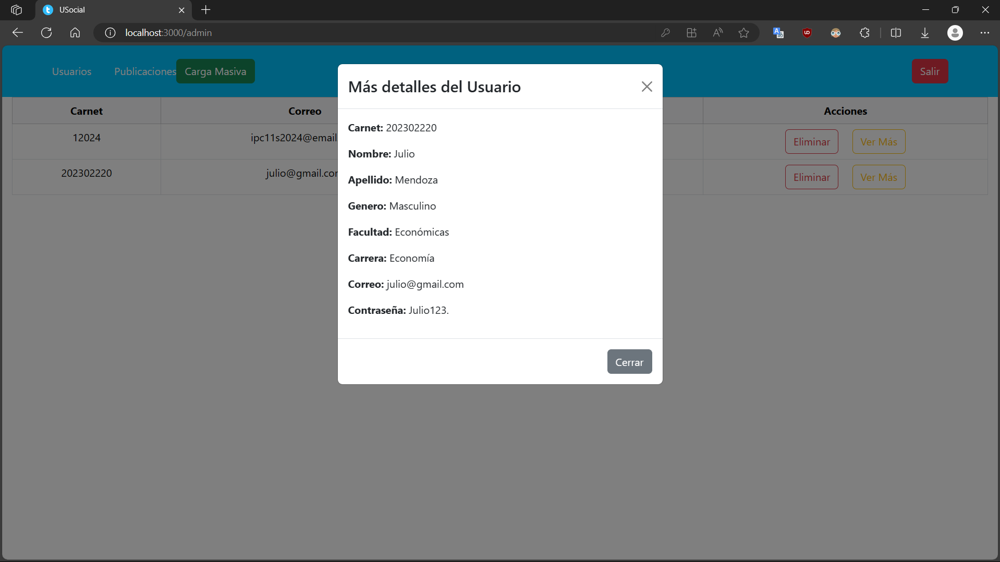 USocial
localhost:3000/admin
Usuarios Publicaciones Carga Masiva Salir
Más detalles del Usuario
Carnet Correo Acciones
12024 ipc11s2024@email Eliminar Ver Más
202302220 julio@gmail.co Eliminar Ver Más
Carnet: 202302220
Nombre: Julio
Apellido: Mendoza
Genero: Masculino
Facultad: Económicas
Carrera: Economía
Correo: julio@gmail.com
Contraseña: Julio123.
Cerrar